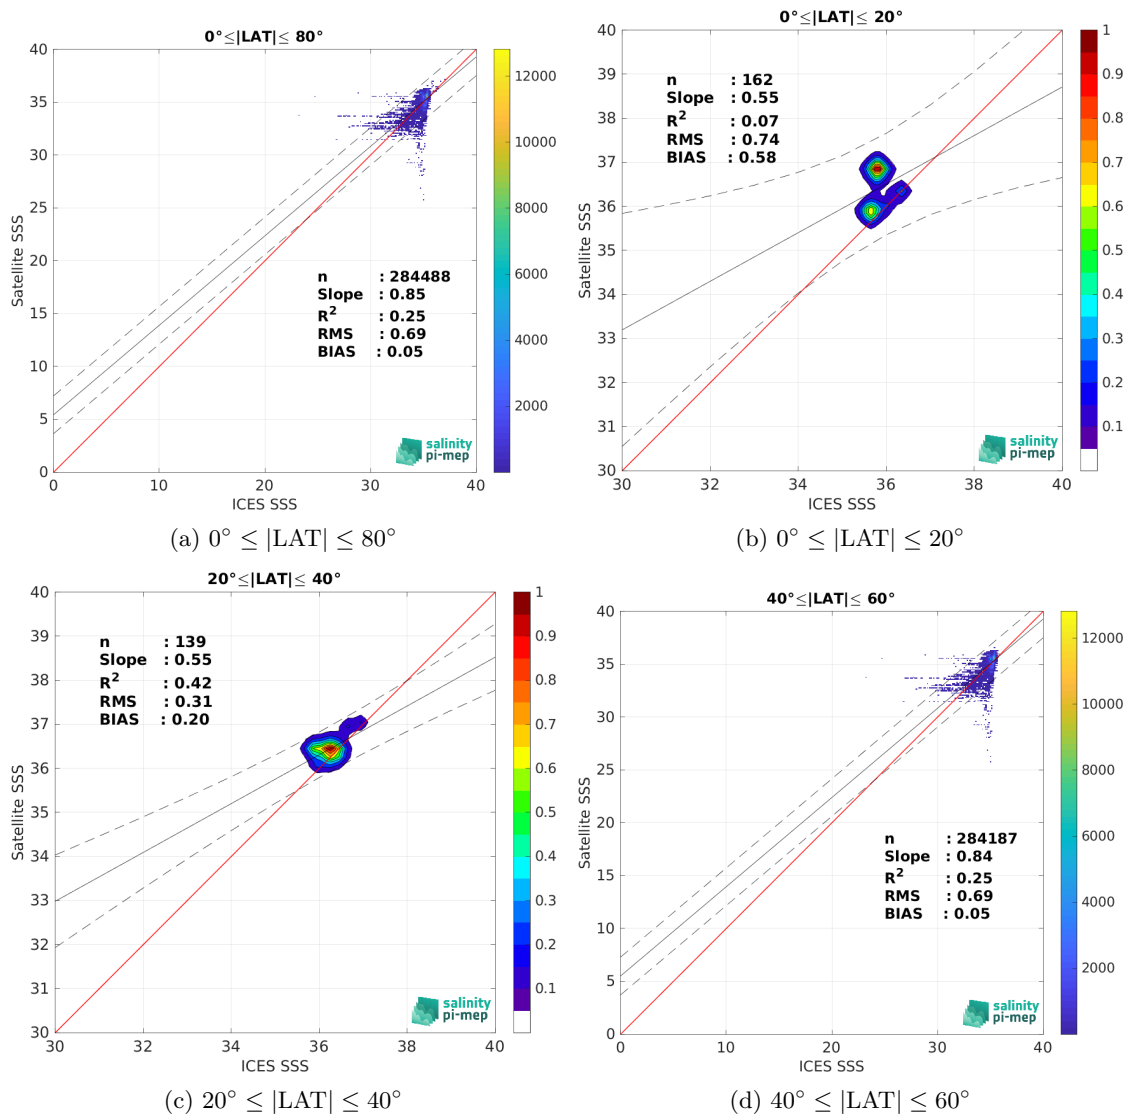 0°≤|LAT|≤ 80°
40
35
30
25
20
15
10
5
0
Satellite SSS
n : 284488
Slope : 0.85
R² : 0.25
RMS : 0.69
BIAS : 0.05
salinity
pi-mep
0 10 20 30 40
ICES SSS
12000
10000
8000
6000
4000
2000
(a) 0° ≤ |LAT| ≤ 80°
0°≤|LAT|≤ 20°
40
39
38
37
36
35
34
33
32
31
30
Satellite SSS
n : 162
Slope : 0.55
R² : 0.07
RMS : 0.74
BIAS : 0.58
salinity
pi-mep
30 32 34 36 38 40
ICES SSS
1
0.9
0.8
0.7
0.6
0.5
0.4
0.3
0.2
0.1
(b) 0° ≤ |LAT| ≤ 20°
20°≤|LAT|≤ 40°
40
39
38
37
36
35
34
33
32
31
30
Satellite SSS
n : 139
Slope : 0.55
R² : 0.42
RMS : 0.31
BIAS : 0.20
salinity
pi-mep
30 32 34 36 38 40
ICES SSS
1
0.9
0.8
0.7
0.6
0.5
0.4
0.3
0.2
0.1
(c) 20° ≤ |LAT| ≤ 40°
40°≤|LAT|≤ 60°
40
35
30
25
20
15
10
5
0
Satellite SSS
n : 284187
Slope : 0.84
R² : 0.25
RMS : 0.69
BIAS : 0.05
salinity
pi-mep
0 10 20 30 40
ICES SSS
12000
10000
8000
6000
4000
2000
(d) 40° ≤ |LAT| ≤ 60°